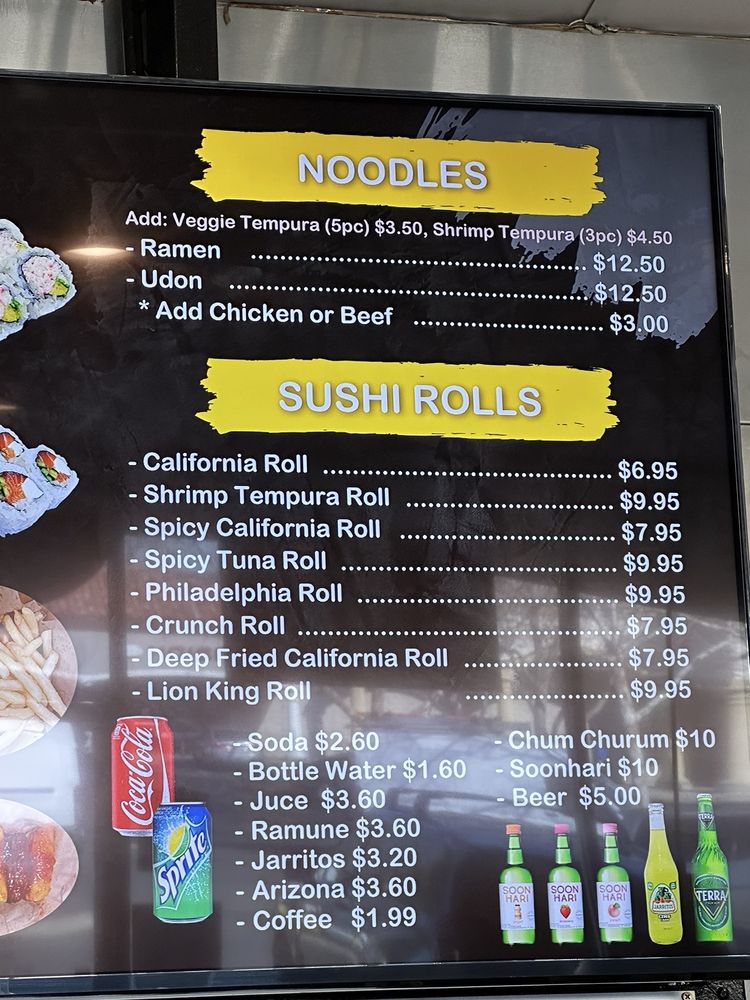 NOODLES
Add: Veggie Tempura (5pc) $3.50, Shrimp Tempura (3pc) $4.50
- Ramen ........................................ $12.50
- Udon ........................................... $12.50
* Add Chicken or Beef ........................ $3.00
SUSHI ROLLS
- California Roll ........................................ $6.95
- Shrimp Tempura Roll ............................ $9.95
- Spicy California Roll ............................. $7.95
- Spicy Tuna Roll ..................................... $9.95
- Philadelphia Roll ................................... $9.95
- Crunch Roll ........................................... $7.95
- Deep Fried California Roll ..................... $7.95
- Lion King Roll ..................... $9.95
- Soda $2.60
- Bottle Water $1.60
- Juce $3.60
- Ramune $3.60
- Jarritos $3.20
- Arizona $3.60
- Coffee $1.99
- Chum Churum $10
- Soonhari $10
- Beer $5.00
Coca-Cola
Sprite
SOON
HARI
SOON
HARI
SOON
HARI
JARRITOS
TERRA
TERRA